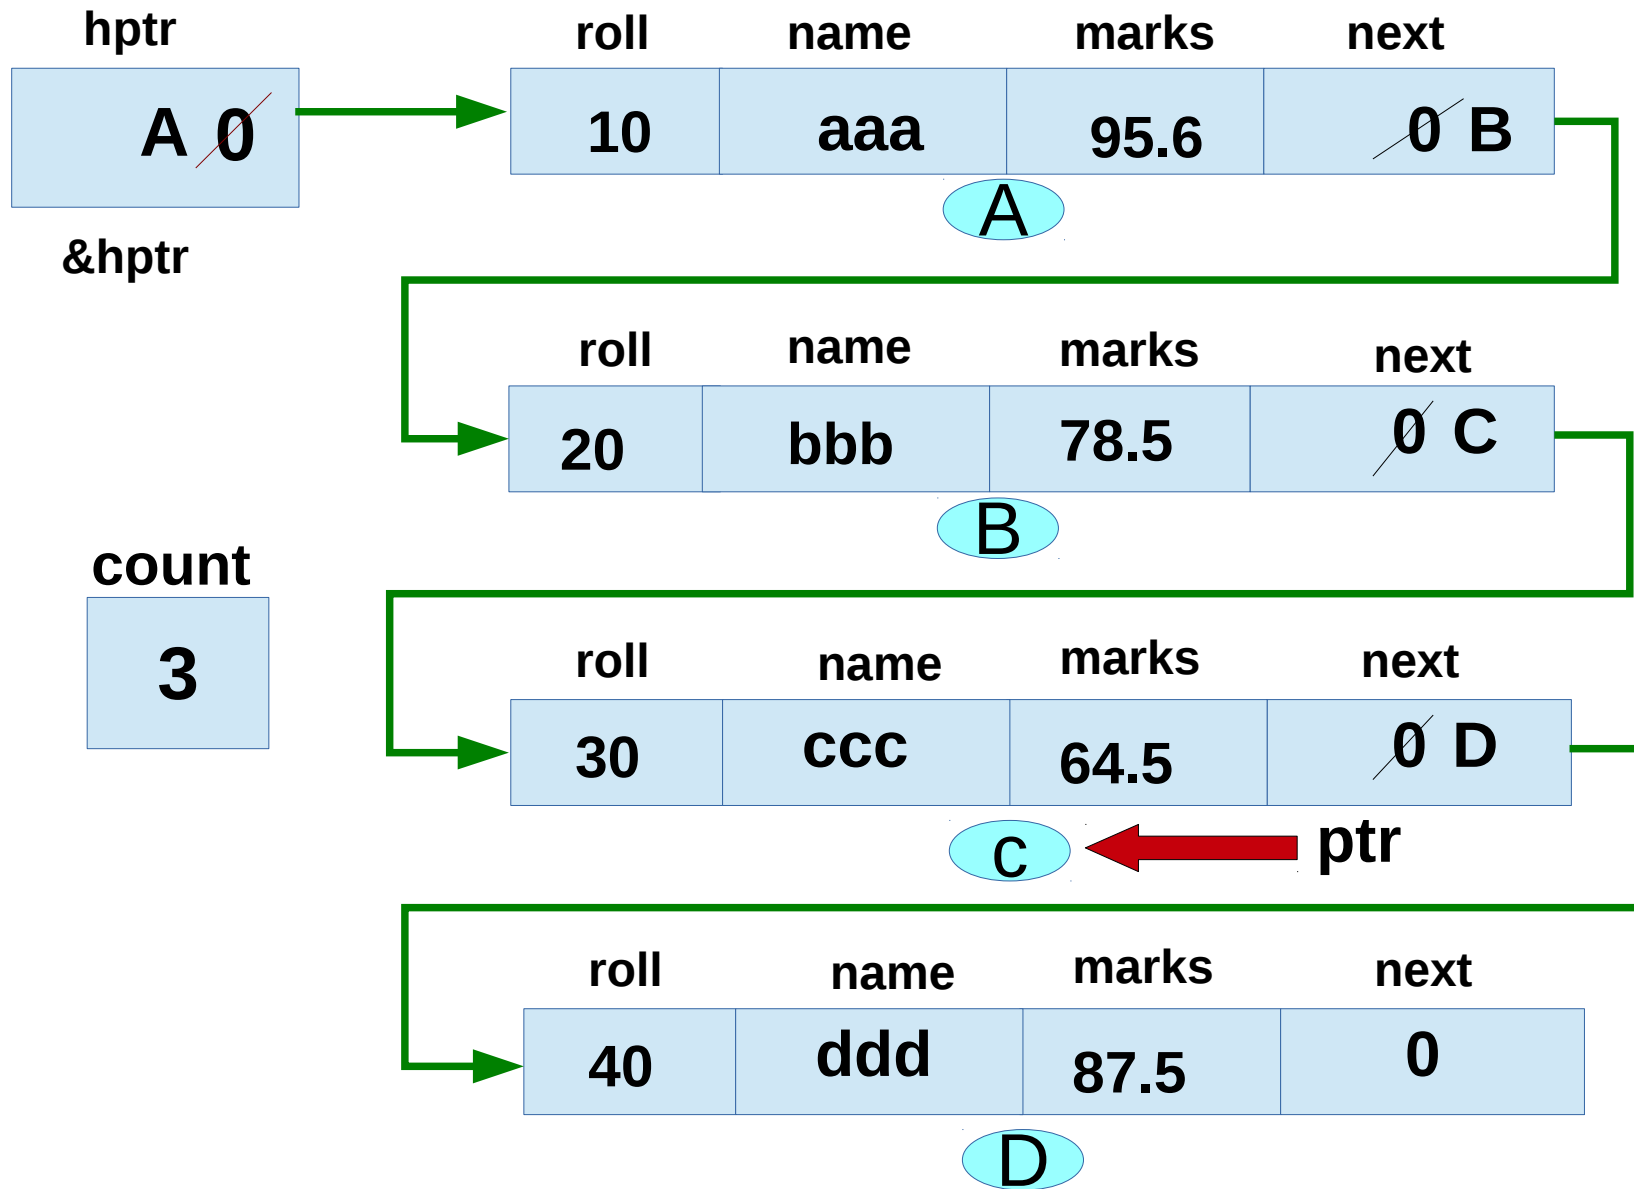 hptr roll name marks next
A 0 10 aaa 95.6 0 B
A
&hptr
roll name marks next
20 bbb 78.5 0 C
B
count
3
roll name marks next
30 ccc 64.5 0 D
c ptr
roll name marks next
40 ddd 87.5 0
D